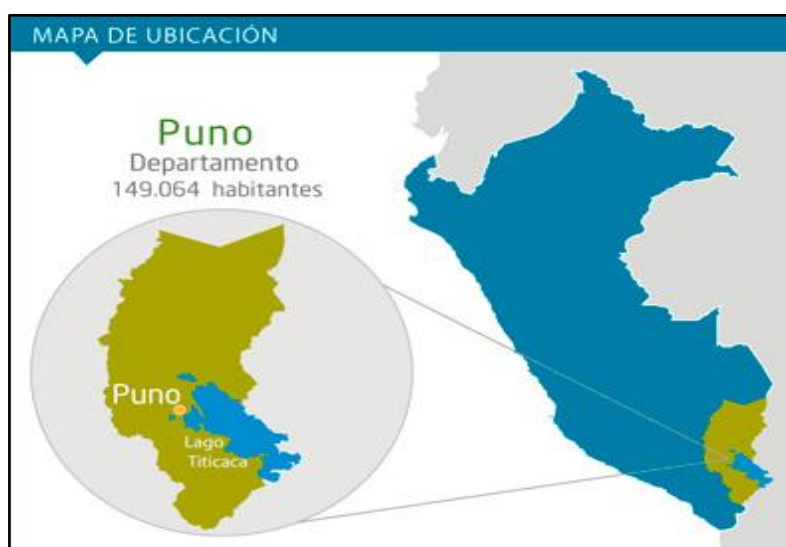 MAPA DE UBICACIÓN
Puno
Departamento
149.064 habitantes
Puno
Lago
Titicaca